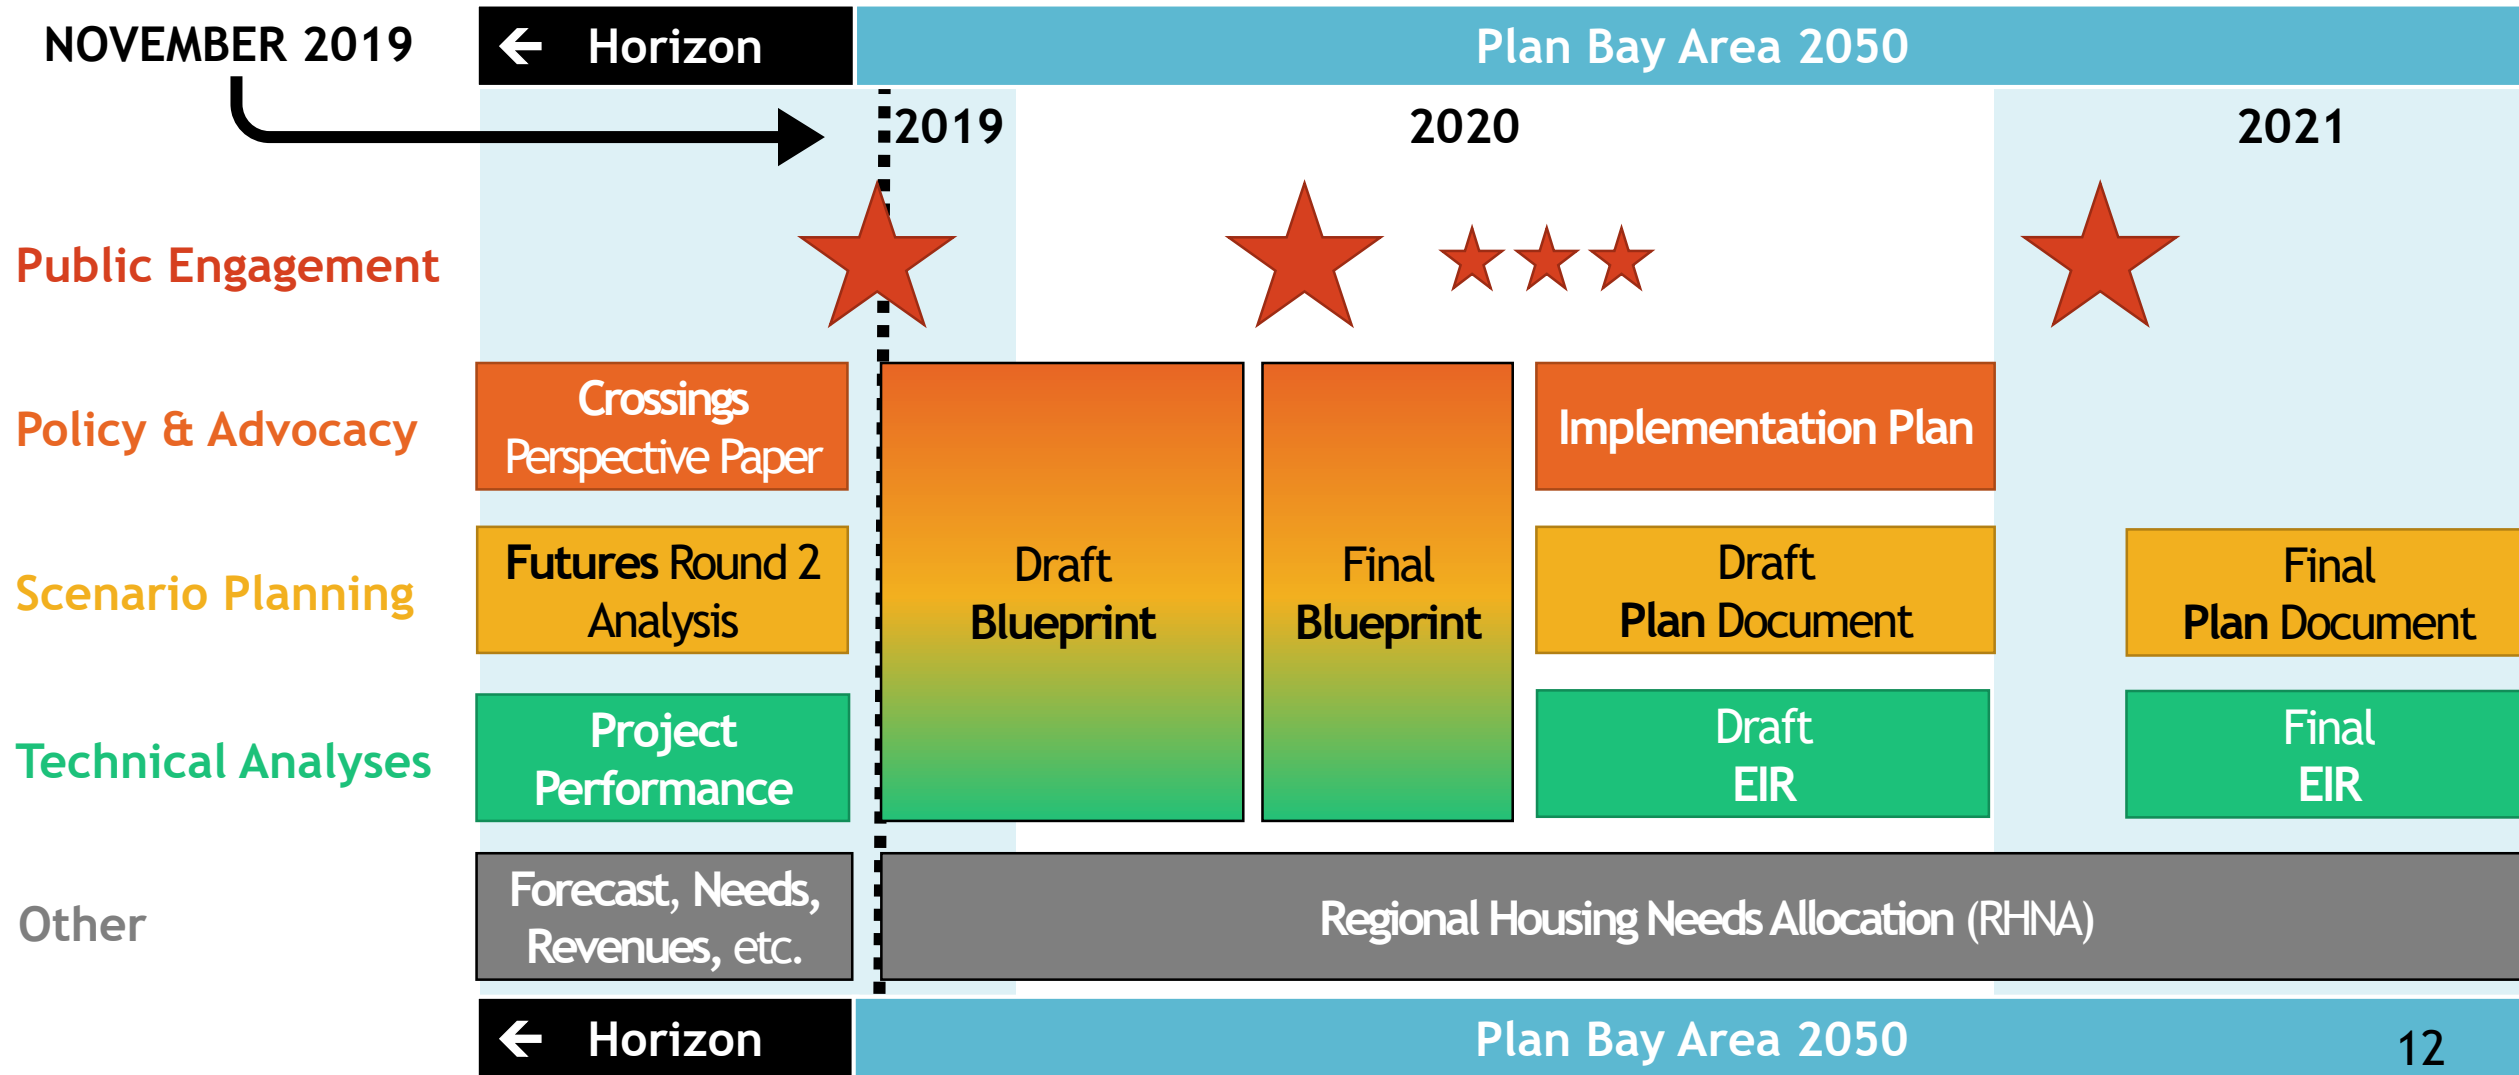 NOVEMBER 2019
← Horizon
Plan Bay Area 2050
2019
2020
2021
Public Engagement
Policy & Advocacy
Crossings
Perspective Paper
Implementation Plan
Scenario Planning
Futures Round 2
Analysis
Draft
Blueprint
Final
Blueprint
Draft
Plan Document
Final
Plan Document
Technical Analyses
Project
Performance
Draft
EIR
Final
EIR
Other
Forecast, Needs,
Revenues, etc.
Regional Housing Needs Allocation (RHNA)
← Horizon
Plan Bay Area 2050
12